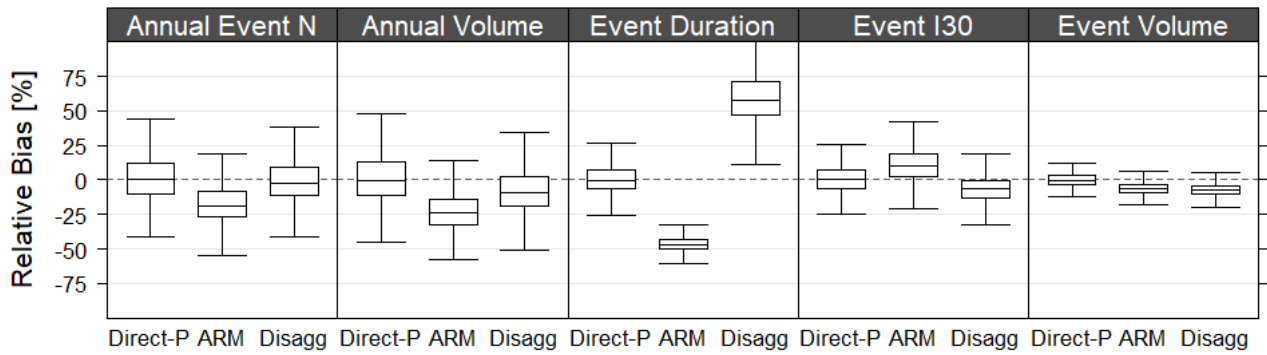 Annual Event N Annual Volume Event Duration Event I30 Event Volume
Relative Bias [%]
75
50
25
0
-25
-50
-75
Direct-P ARM Disagg Direct-P ARM Disagg Direct-P ARM Disagg Direct-P ARM Disagg Direct-P ARM Disagg